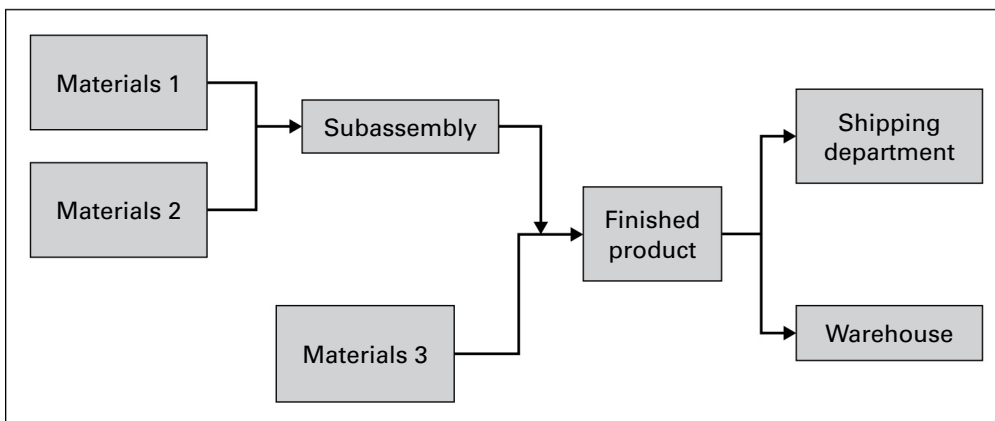 Materials 1
Materials 2
Subassembly
Materials 3
Finished
product
Shipping
department
Warehouse